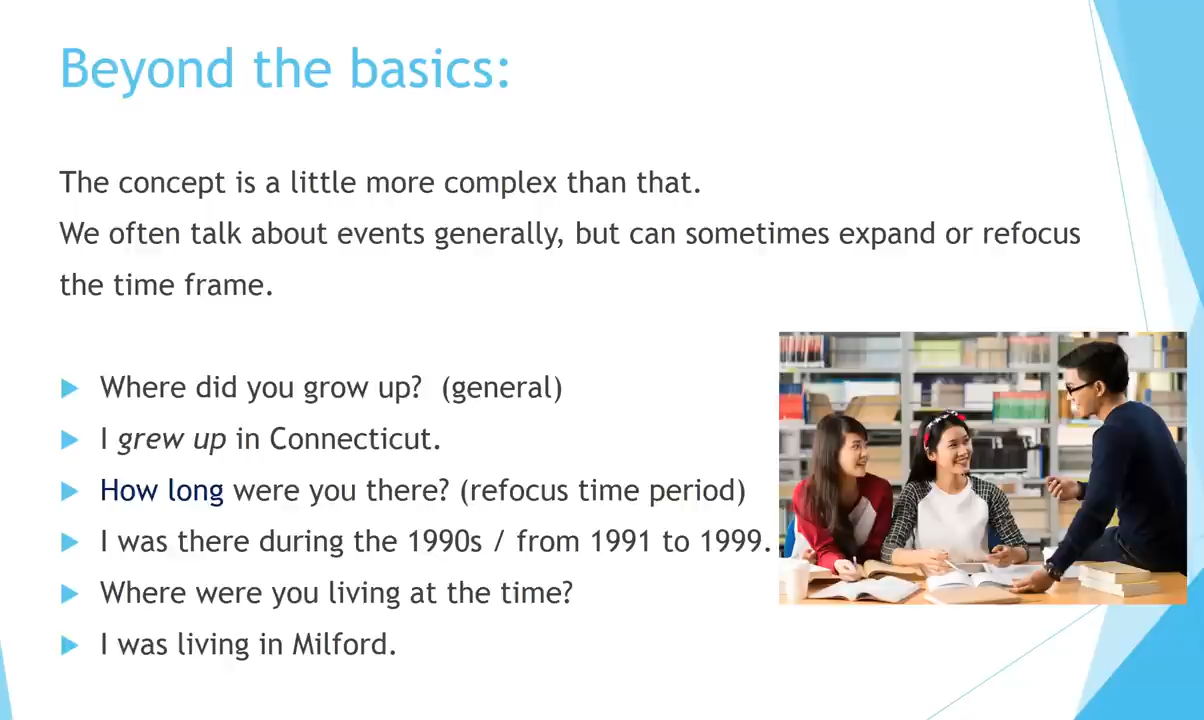 Beyond the basics:
The concept is a little more complex than that.
We often talk about events generally, but can sometimes expand or refocus
the time frame.
Where did you grow up?  (general)
I grew up in Connecticut.
How long were you there? (refocus time period)
I was there during the 1990s / from 1991 to 1999.
Where were you living at the time?
I was living in Milford.